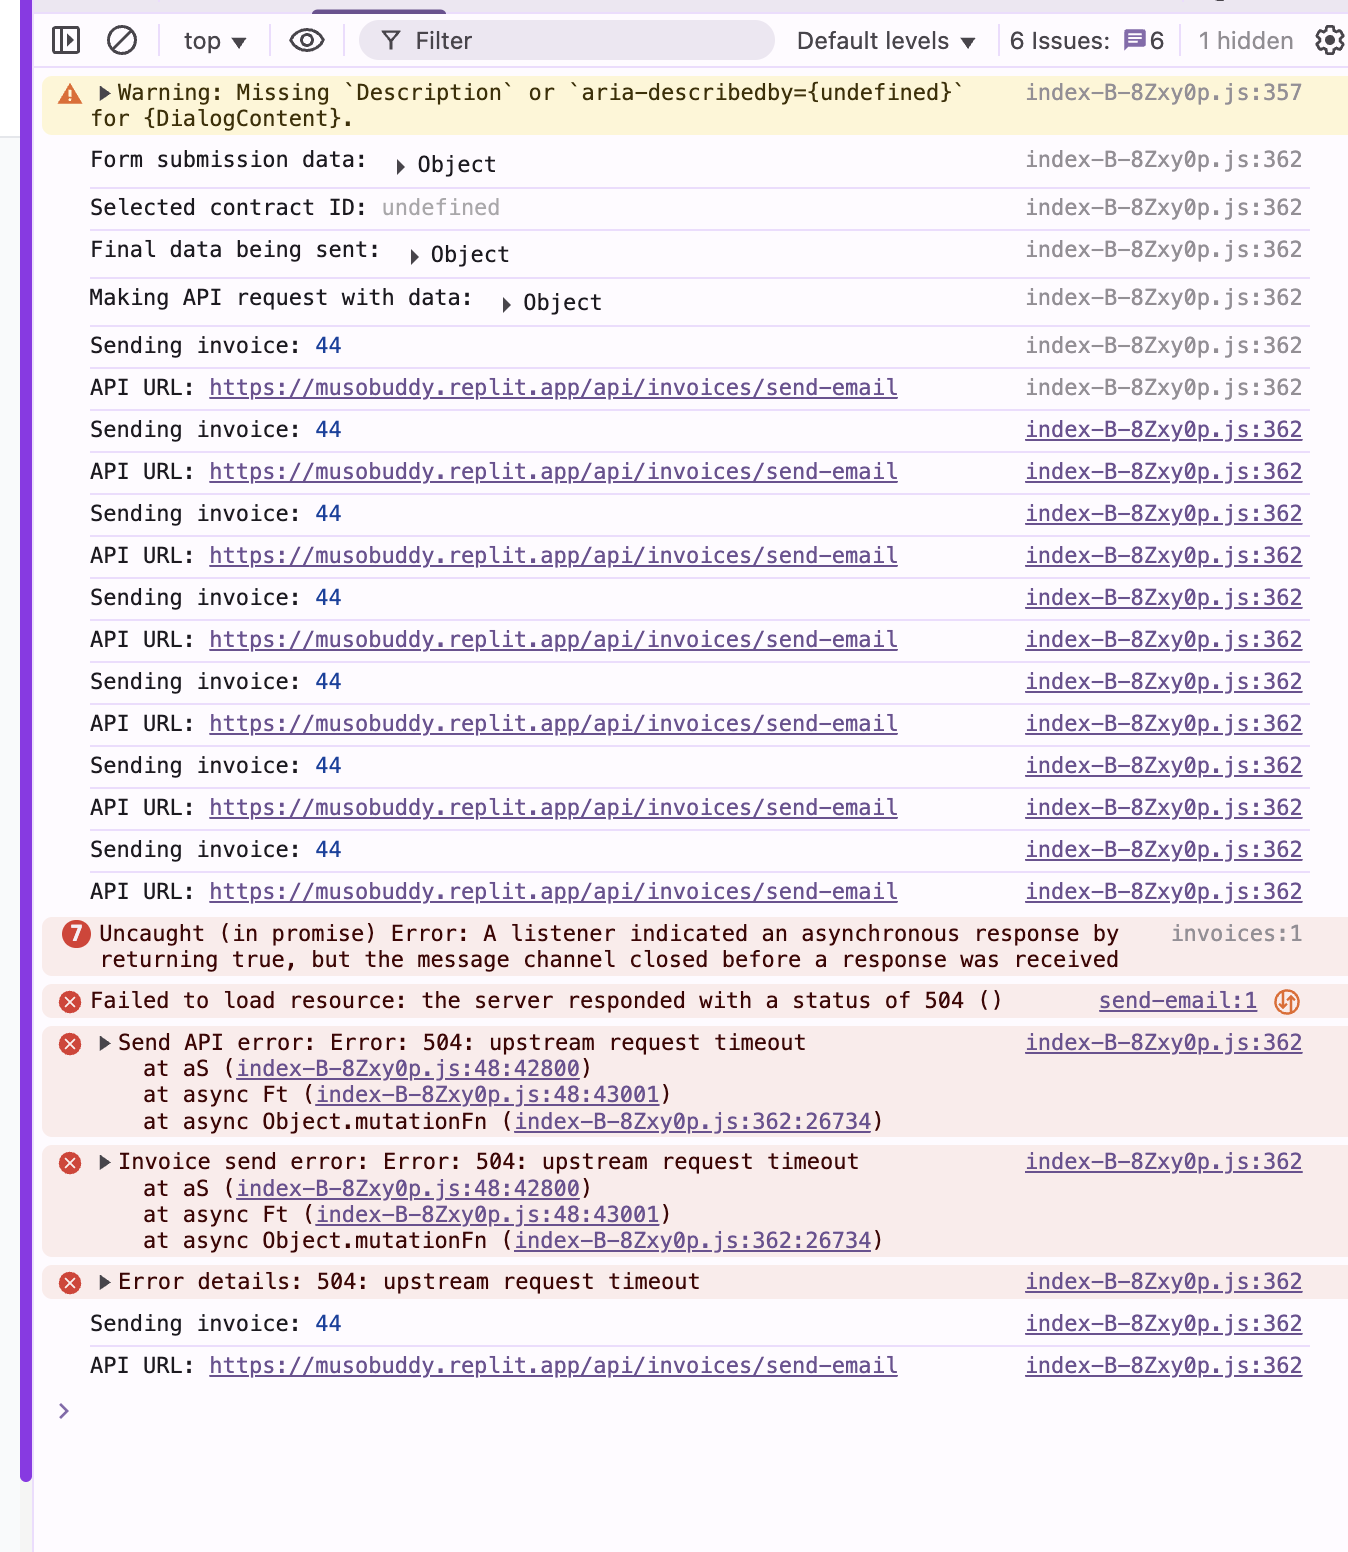 top ▼ Filter Default levels ▼ 6 Issues: 6 1 hidden
▶Warning: Missing `Description` or `aria-describedby={undefined}` index-B-8Zxy0p.js:357
for {DialogContent}.
Form submission data: ▶ Object index-B-8Zxy0p.js:362
Selected contract ID: undefined index-B-8Zxy0p.js:362
Final data being sent: ▶ Object index-B-8Zxy0p.js:362
Making API request with data: ▶ Object index-B-8Zxy0p.js:362
Sending invoice: 44 index-B-8Zxy0p.js:362
API URL: https://musobuddy.replit.app/api/invoices/send-email index-B-8Zxy0p.js:362
Sending invoice: 44 index-B-8Zxy0p.js:362
API URL: https://musobuddy.replit.app/api/invoices/send-email index-B-8Zxy0p.js:362
Sending invoice: 44 index-B-8Zxy0p.js:362
API URL: https://musobuddy.replit.app/api/invoices/send-email index-B-8Zxy0p.js:362
Sending invoice: 44 index-B-8Zxy0p.js:362
API URL: https://musobuddy.replit.app/api/invoices/send-email index-B-8Zxy0p.js:362
Sending invoice: 44 index-B-8Zxy0p.js:362
API URL: https://musobuddy.replit.app/api/invoices/send-email index-B-8Zxy0p.js:362
Sending invoice: 44 index-B-8Zxy0p.js:362
API URL: https://musobuddy.replit.app/api/invoices/send-email index-B-8Zxy0p.js:362
Sending invoice: 44 index-B-8Zxy0p.js:362
API URL: https://musobuddy.replit.app/api/invoices/send-email index-B-8Zxy0p.js:362
7 Uncaught (in promise) Error: A listener indicated an asynchronous response by invoices:1
returning true, but the message channel closed before a response was received
Failed to load resource: the server responded with a status of 504 () send-email:1
▶Send API error: Error: 504: upstream request timeout index-B-8Zxy0p.js:362
at aS (index-B-8Zxy0p.js:48:42800)
at async Ft (index-B-8Zxy0p.js:48:43001)
at async Object.mutationFn (index-B-8Zxy0p.js:362:26734)
▶Invoice send error: Error: 504: upstream request timeout index-B-8Zxy0p.js:362
at aS (index-B-8Zxy0p.js:48:42800)
at async Ft (index-B-8Zxy0p.js:48:43001)
at async Object.mutationFn (index-B-8Zxy0p.js:362:26734)
▶Error details: 504: upstream request timeout index-B-8Zxy0p.js:362
Sending invoice: 44 index-B-8Zxy0p.js:362
API URL: https://musobuddy.replit.app/api/invoices/send-email index-B-8Zxy0p.js:362